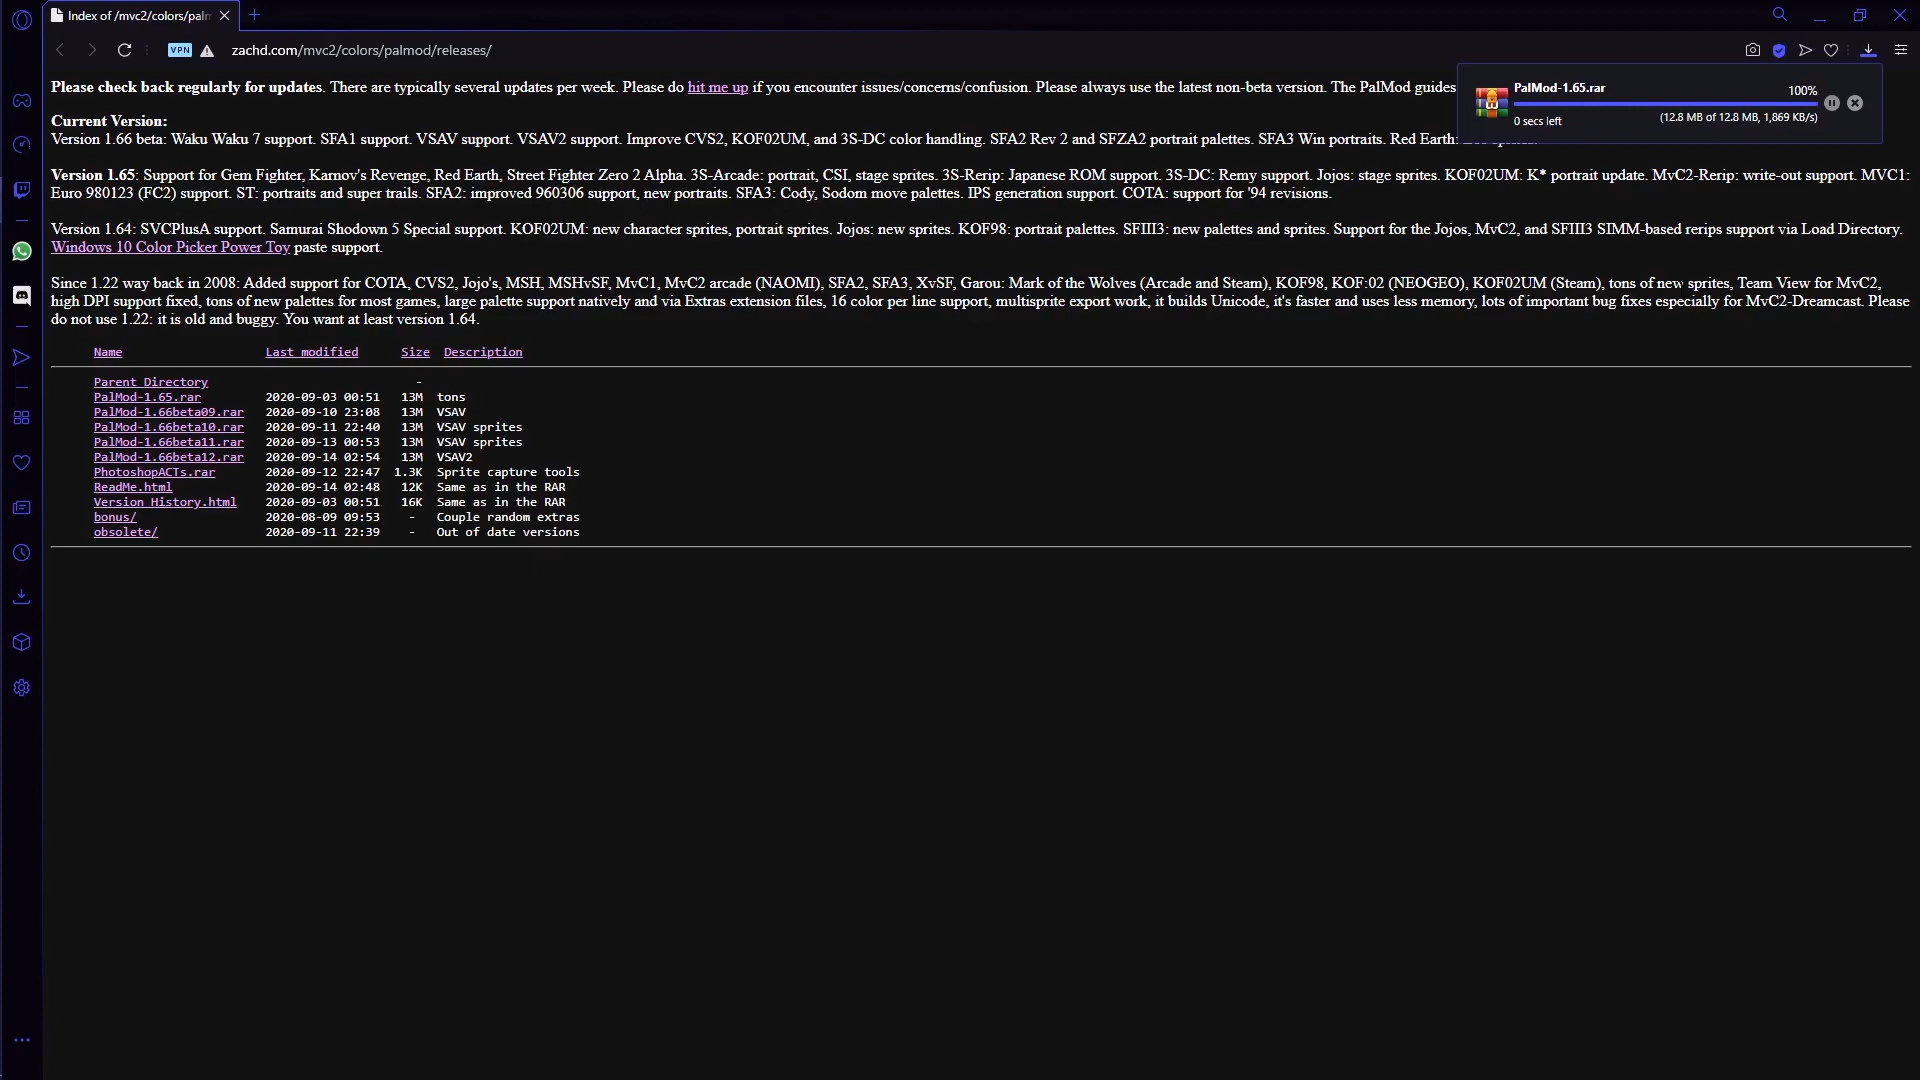 Index of /mvc2/colors/palm
VPN
zachd.com/mvc2/colors/palmod/releases/
PalMod-1.65.rar
100%
0 secs left
(12.8 MB of 12.8 MB, 1,869 KB/s)
Please check back regularly for updates. There are typically several updates per week. Please do hit me up if you encounter issues/concerns/confusion. Please always use the latest non-beta version. The PalMod guides
Current Version:
Version 1.66 beta: Waku Waku 7 support. SFA1 support. VSAV support. VSAV2 support. Improve CVS2, KOF02UM, and 3S-DC color handling. SFA2 Rev 2 and SFZA2 portrait palettes. SFA3 Win portraits. Red Earth:
Version 1.65: Support for Gem Fighter, Karnov's Revenge, Red Earth, Street Fighter Zero 2 Alpha. 3S-Arcade: portrait, CSI, stage sprites. 3S-Rerip: Japanese ROM support. 3S-DC: Remy support. Jojos: stage sprites. KOF02UM: K* portrait update. MvC2-Rerip: write-out support. MVC1:
Euro 980123 (FC2) support. ST: portraits and super trails. SFA2: improved 960306 support, new portraits. SFA3: Cody, Sodom move palettes. IPS generation support. COTA: support for '94 revisions.
Version 1.64: SVCPlusA support. Samurai Shodown 5 Special support. KOF02UM: new character sprites, portrait sprites. Jojos: new sprites. KOF98: portrait palettes. SFIII3: new palettes and sprites. Support for the Jojos, MvC2, and SFIII3 SIMM-based rerips support via Load Directory.
Windows 10 Color Picker Power Toy paste support.
Since 1.22 way back in 2008: Added support for COTA, CVS2, Jojo's, MSH, MSHvSF, MvC1, MvC2 arcade (NAOMI), SFA2, SFA3, XvSF, Garou: Mark of the Wolves (Arcade and Steam), KOF98, KOF:02 (NEOGEO), KOF02UM (Steam), tons of new sprites, Team View for MvC2,
high DPI support fixed, tons of new palettes for most games, large palette support natively and via Extras extension files, 16 color per line support, multisprite export work, it builds Unicode, it's faster and uses less memory, lots of important bug fixes especially for MvC2-Dreamcast. Please
do not use 1.22: it is old and buggy. You want at least version 1.64.
Name Last modified Size Description
Parent Directory -
PalMod-1.65.rar 2020-09-03 00:51 13M tons
PalMod-1.66beta09.rar 2020-09-10 23:08 13M VSAV
PalMod-1.66beta10.rar 2020-09-11 22:40 13M VSAV sprites
PalMod-1.66beta11.rar 2020-09-13 00:53 13M VSAV sprites
PalMod-1.66beta12.rar 2020-09-14 02:54 13M VSAV2
PhotoshopACTs.rar 2020-09-12 22:47 1.3K Sprite capture tools
ReadMe.html 2020-09-14 02:48 12K Same as in the RAR
Version History.html 2020-09-03 00:51 16K Same as in the RAR
bonus/ 2020-08-09 09:53 - Couple random extras
obsolete/ 2020-09-11 22:39 - Out of date versions